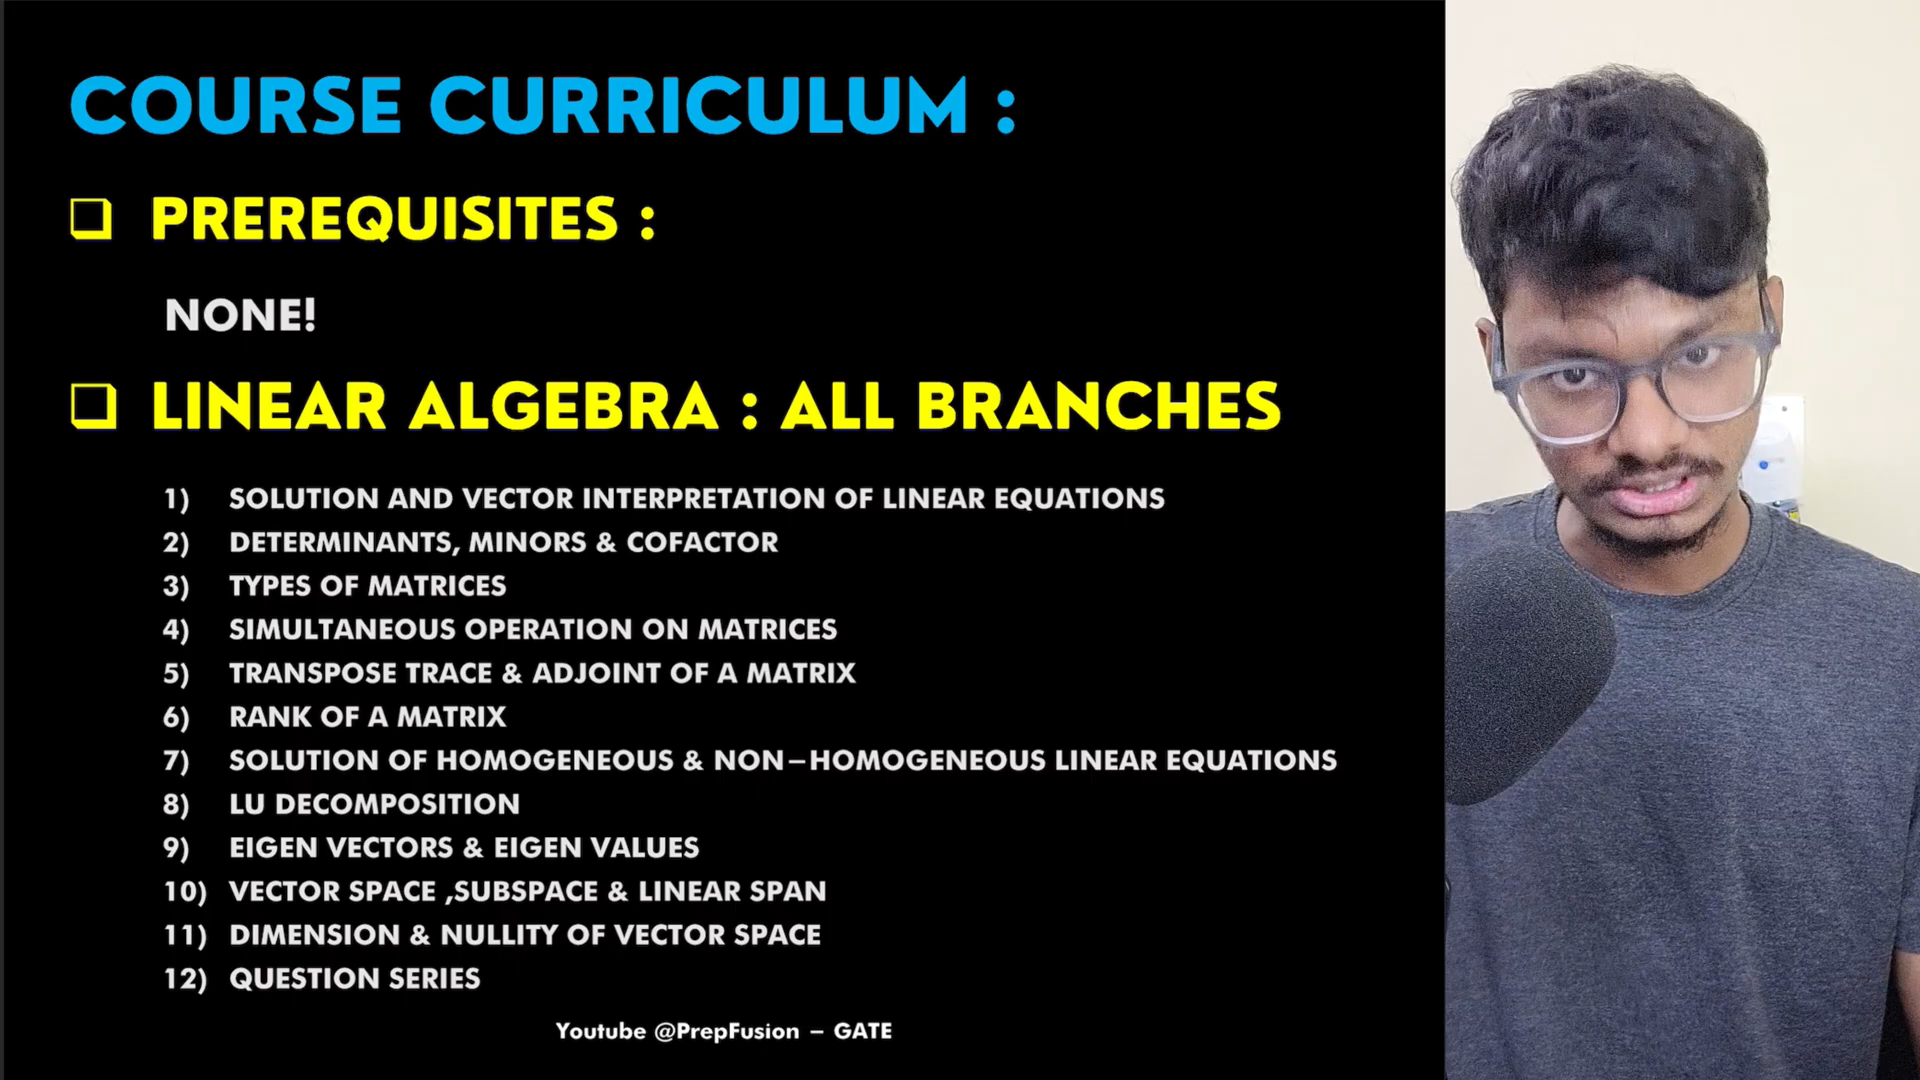 COURSE CURRICULUM :
PREREQUISITES :
NONE!
LINEAR ALGEBRA : ALL BRANCHES
1) SOLUTION AND VECTOR INTERPRETATION OF LINEAR EQUATIONS
2) DETERMINANTS, MINORS & COFACTOR
3) TYPES OF MATRICES
4) SIMULTANEOUS OPERATION ON MATRICES
5) TRANSPOSE TRACE & ADJOINT OF A MATRIX
6) RANK OF A MATRIX
7) SOLUTION OF HOMOGENEOUS & NON–HOMOGENEOUS LINEAR EQUATIONS
8) LU DECOMPOSITION
9) EIGEN VECTORS & EIGEN VALUES
10) VECTOR SPACE ,SUBSPACE & LINEAR SPAN
11) DIMENSION & NULLITY OF VECTOR SPACE
12) QUESTION SERIES
Youtube @PrepFusion – GATE